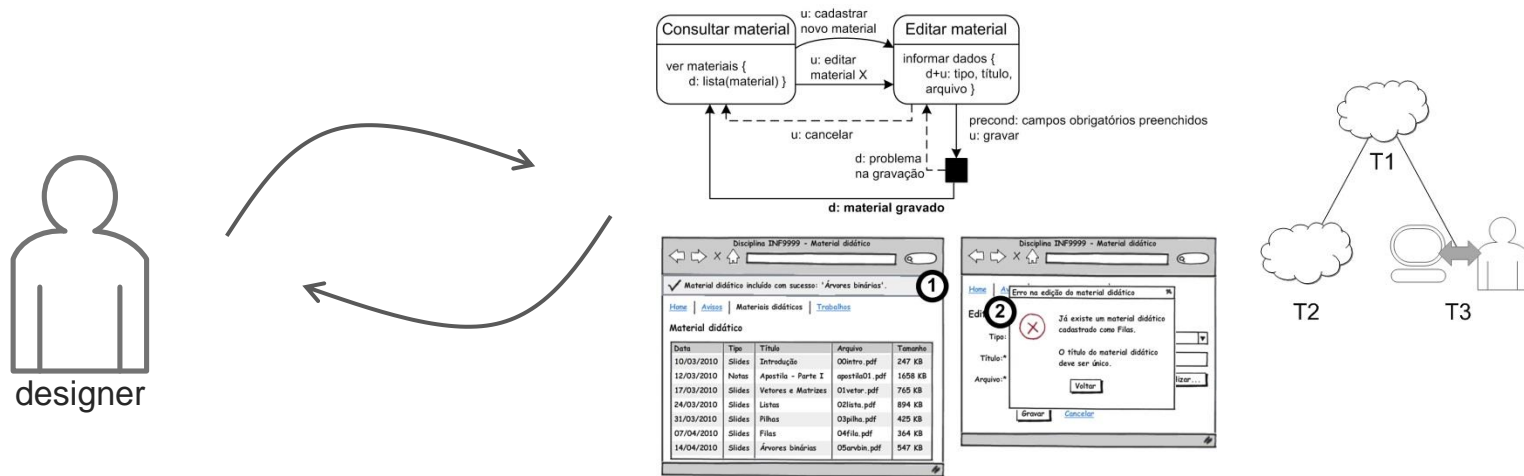 designer
Consultar material
ver materiais {
d: lista(material) }
u: cadastrar
novo material
u: editar
material X
Editar material
informar dados {
d+u: tipo, título,
arquivo }
u: cancelar
precond: campos obrigatórios preenchidos
u: gravar
d: problema
na gravação
d: material gravado
Disciplina INF9999 - Material didático
X
Material didático incluído com sucesso: 'Árvores binárias'.
1
Home | Avisos | Materiais didáticos | Trabalhos
Material didático
Data Tipo Título Arquivo Tamanho
10/03/2010 Slides Introdução 00intro.pdf 247 KB
12/03/2010 Notas Apostila - Parte I apostila01.pdf 1658 KB
17/03/2010 Slides Vetores e Matrizes 01vetor.pdf 765 KB
24/03/2010 Slides Listas 02lista.pdf 894 KB
31/03/2010 Slides Pilhas 03pilha.pdf 425 KB
07/04/2010 Slides Filas 04fila.pdf 364 KB
14/04/2010 Slides Árvores binárias 05arvbin.pdf 547 KB
Disciplina INF9999 - Material didático
X
Home | Av
Edi
2
Erro na edição do material didático
Já existe um material didático
cadastrado como Filas.
O título do material didático
deve ser único.
Voltar
Tipo:
Título:*
Arquivo:*
lizar...
Gravar Cancelar
T1
T2
T3